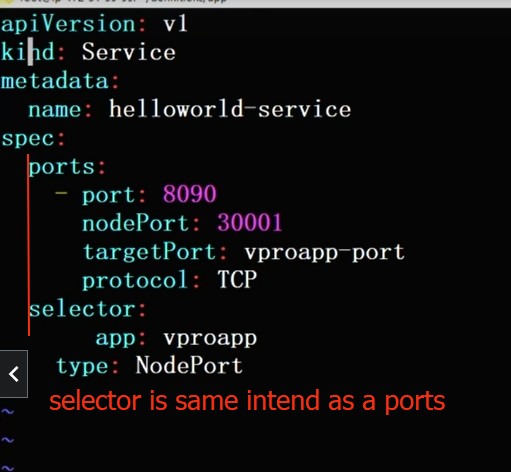 apiVersion: v1
kind: Service
metadata:
  name: helloworld-service
spec:
  ports:
    - port: 8090
      nodePort: 30001
      targetPort: vproapp-port
      protocol: TCP
  selector:
       app: vproapp
    type: NodePort
selector is same intend as a ports
~
~
~